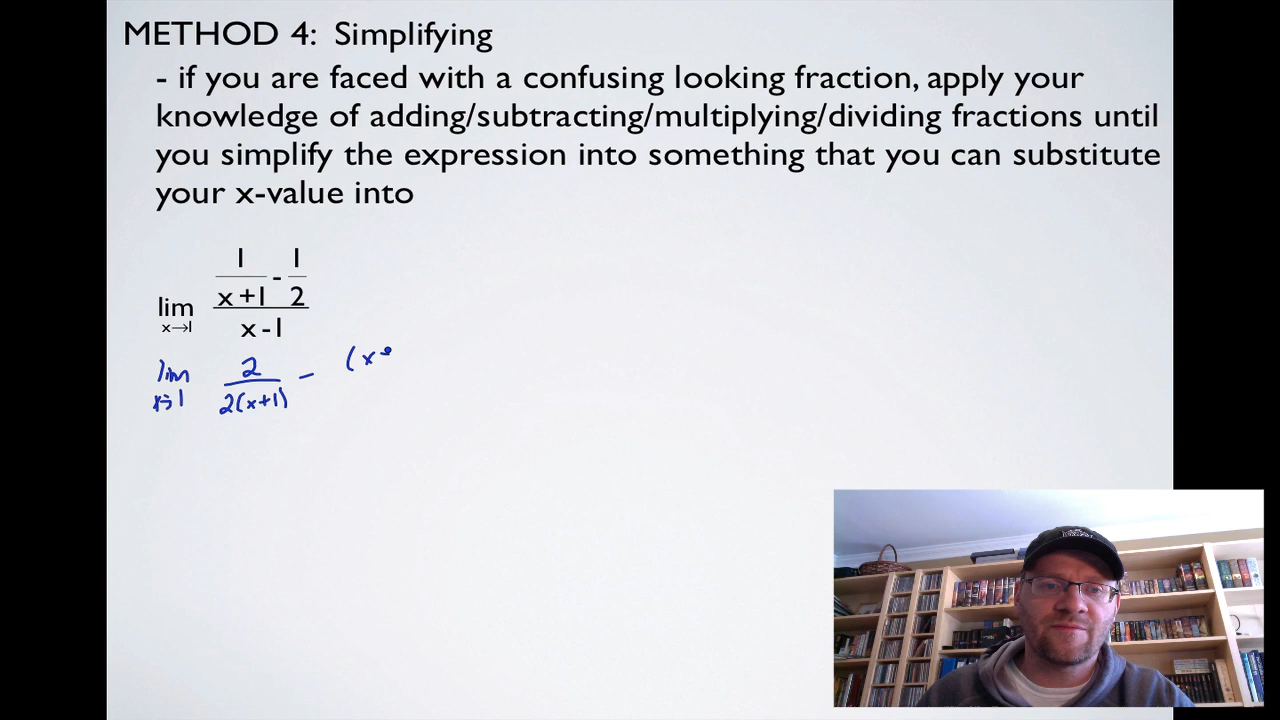 METHOD 4: Simplifying
- if you are faced with a confusing looking fraction, apply your
knowledge of adding/subtracting/multiplying/dividing fractions until
you simplify the expression into something that you can substitute
your x-value into
1 1
- 
x+1 2
lim
x→1
x-1
lim 2 - (x
x→1 2(x+1)